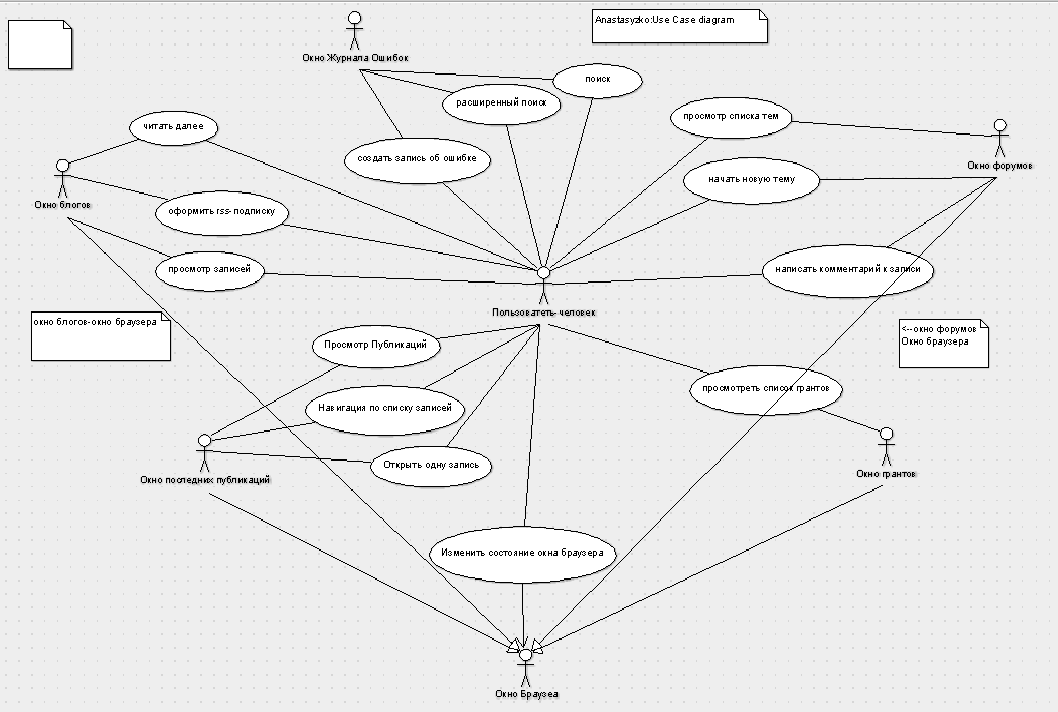 Anastasyzko:Use Case diagram
Окно Журнала Ошибок
поиск
расширенный поиск
просмотр списка тем
читать далее
создать запись об ошибке
Окно форумов
начать новую тему
Окно блогов
оформить rss- подписку
просмотр записей
написать комментарий к записи
Пользоватеть- человек
окно блогов-окно браузера
<--окно форумов
Окно браузера
Просмотр Публикаций
просмотреть список грантов
Навигация по списку записей
Открыть одну запись
Окно последних публикаций
Окно грантов
Изменить состояние окна браузера
Окно Браузеа